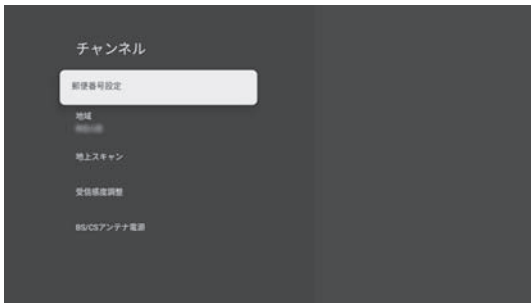 チャンネル
郵便番号設定
地域
地上スキャン
受信感度調整
BS/CSアンテナ電源